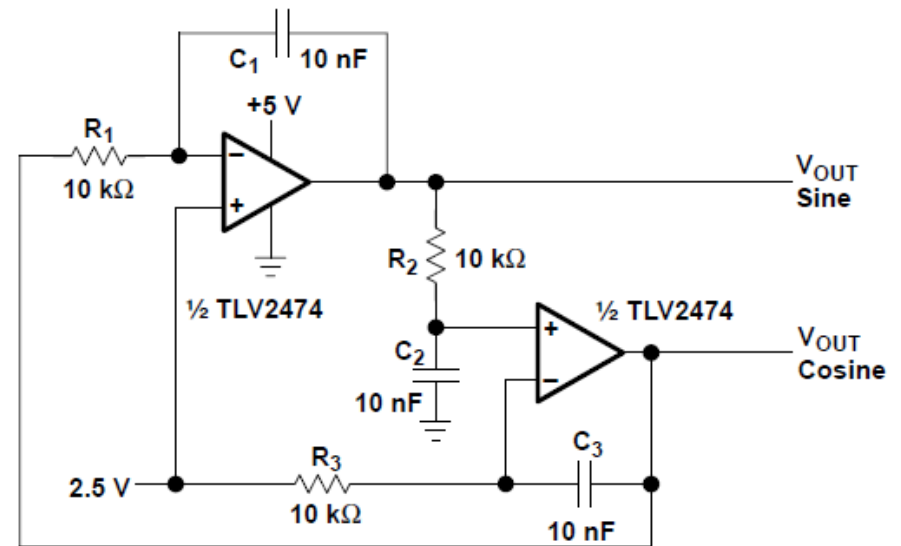 C1 10 nF
+5 V
R1
10 kΩ
−
+
VOUT
Sine
R2 10 kΩ
½ TLV2474
½ TLV2474
+
−
VOUT
Cosine
C2
10 nF
R3
C3
2.5 V
10 kΩ
10 nF